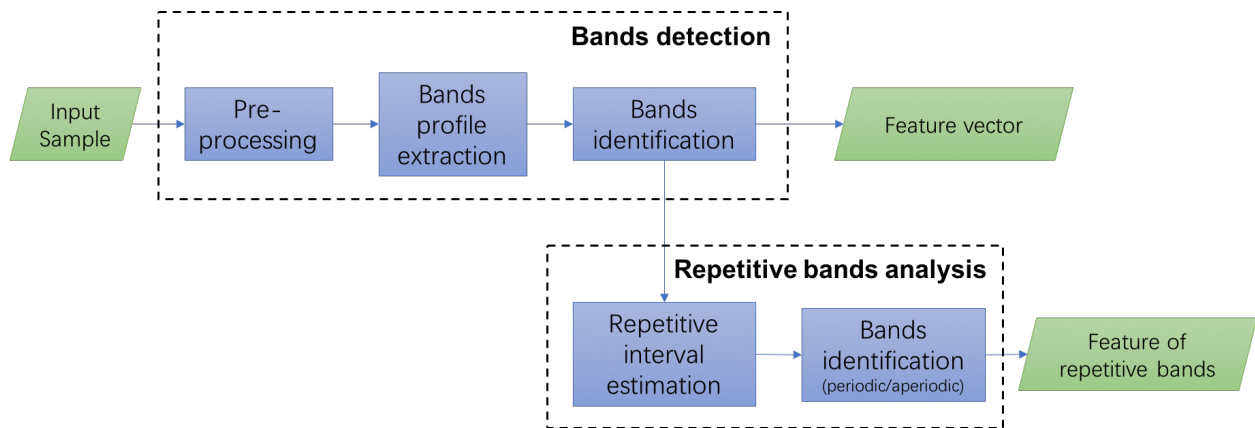 Bands detection
Input
Sample
Pre-
processing
Bands
profile
extraction
Bands
identification
Feature vector
Repetitive bands analysis
Repetitive
interval
estimation
Bands
identification
(periodic/aperiodic)
Feature of
repetitive bands